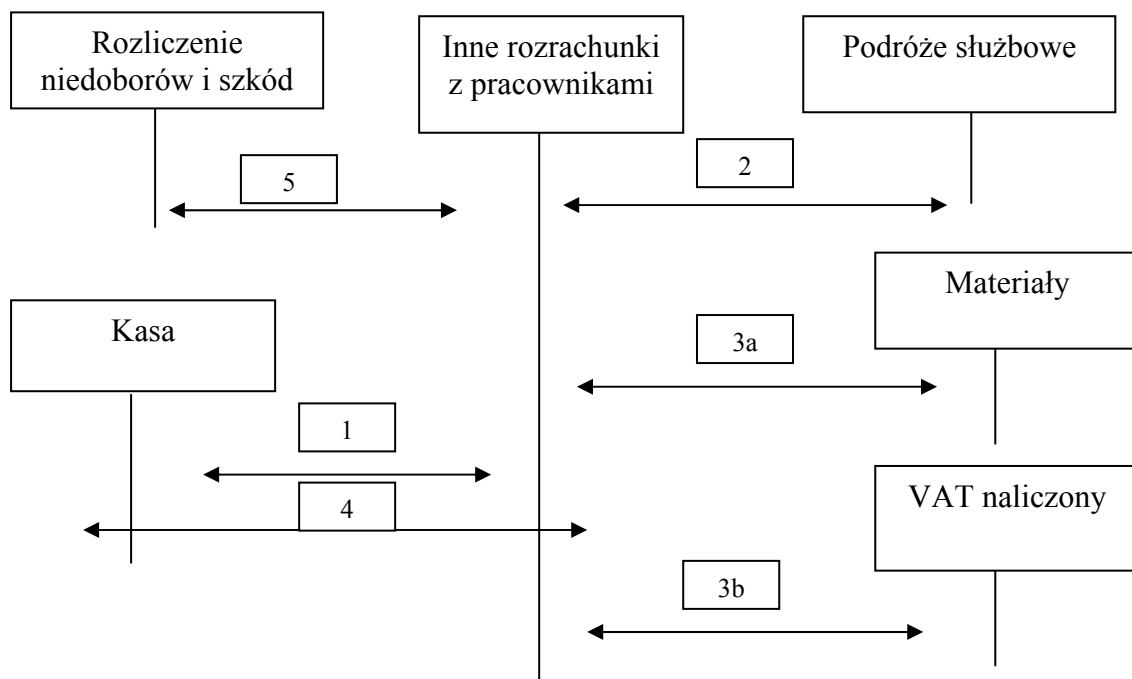 Rozliczenie
niedoborów i szkód
Inne rozrachunki
z pracownikami
Podróże służbowe
5
2
Materiały
Kasa
3a
1
VAT naliczony
4
3b